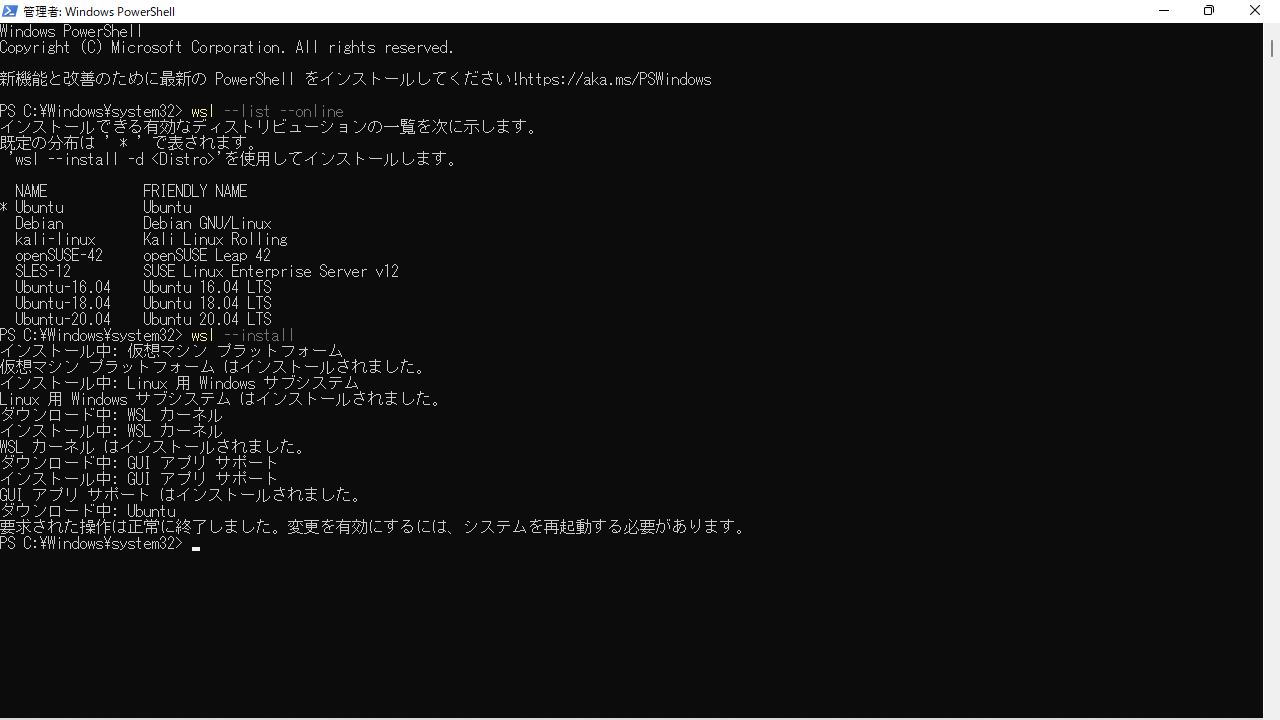 管理者: Windows PowerShell
Windows PowerShell
Copyright (C) Microsoft Corporation. All rights reserved.
新機能と改善のために最新の PowerShell をインストールしてください!https://aka.ms/PSWindows
PS C:¥Windows¥system32> wsl --list --online
インストールできる有効なディストリビューションの一覧を次に示します。
既定の分布は ' * ' で表されます。
'wsl --install -d <Distro>'を使用してインストールします。
NAME FRIENDLY NAME
* Ubuntu Ubuntu
Debian Debian GNU/Linux
kali-linux Kali Linux Rolling
openSUSE-42 openSUSE Leap 42
SLES-12 SUSE Linux Enterprise Server v12
Ubuntu-16.04 Ubuntu 16.04 LTS
Ubuntu-18.04 Ubuntu 18.04 LTS
Ubuntu-20.04 Ubuntu 20.04 LTS
PS C:¥Windows¥system32> wsl --install
インストール中: 仮想マシン プラットフォーム
仮想マシン プラットフォーム はインストールされました。
インストール中: Linux 用 Windows サブシステム
Linux 用 Windows サブシステム はインストールされました。
ダウンロード中: WSL カーネル
インストール中: WSL カーネル
WSL カーネル はインストールされました。
ダウンロード中: GUI アプリ サポート
インストール中: GUI アプリ サポート
GUI アプリ サポート はインストールされました。
ダウンロード中: Ubuntu
要求された操作は正常に終了しました。変更を有効にするには、システムを再起動する必要があります。
PS C:¥Windows¥system32>